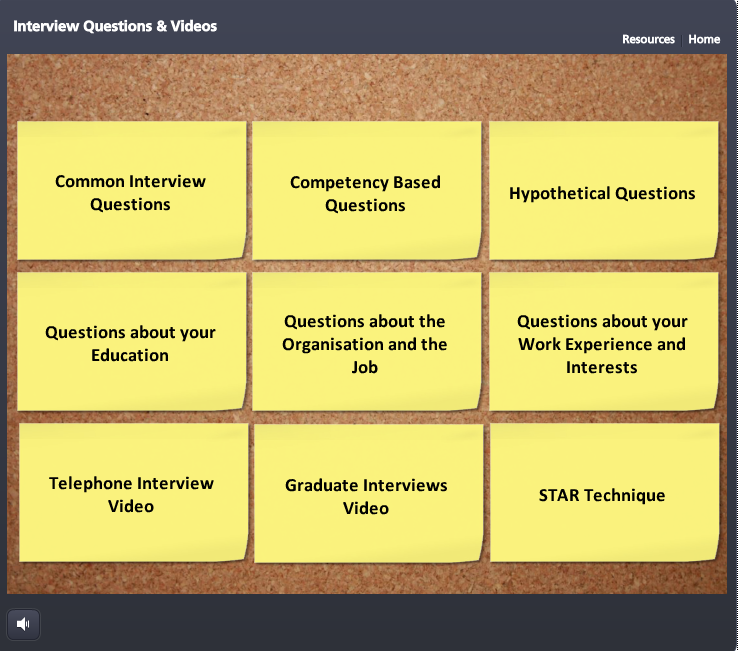 Interview Questions & Videos
Resources Home
Common Interview
Questions
Competency Based
Questions
Hypothetical Questions
Questions about your
Education
Questions about the
Organisation and the
Job
Questions about your
Work Experience and
Interests
Telephone Interview
Video
Graduate Interviews
Video
STAR Technique